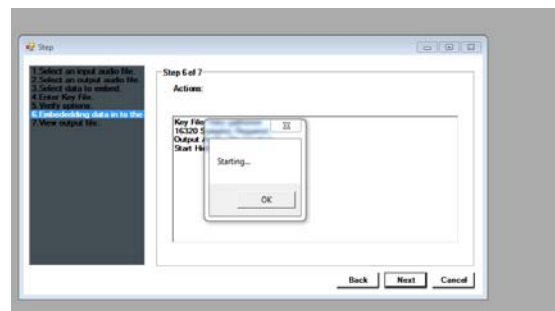 Step
1.Select an input audio file.
2.Select an output audio file.
3.Select data to embed.
4.Enter Key File.
5.Verify options.
6.Embededding data in to the
7.View output file.
Step 6 of 7
Actions:
Key File
16320 S
Output A
Start Hi
Starting...
OK
Back Next Cancel